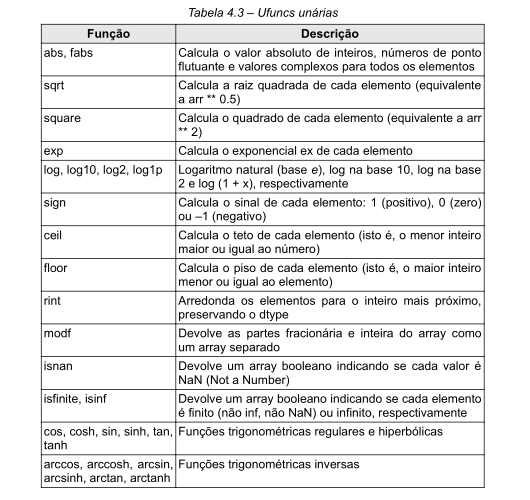 Tabela 4.3 – Ufuncs unárias
Função
Descrição
abs, fabs
Calcula o valor absoluto de inteiros, números de ponto
flutuante e valores complexos para todos os elementos
sqrt
Calcula a raiz quadrada de cada elemento (equivalente
a arr ** 0.5)
square
Calcula o quadrado de cada elemento (equivalente a arr
** 2)
exp
Calcula o exponencial ex de cada elemento
log, log10, log2, log1p
Logaritmo natural (base e), log na base 10, log na base
2 e log (1 + x), respectivamente
sign
Calcula o sinal de cada elemento: 1 (positivo), 0 (zero)
ou –1 (negativo)
ceil
Calcula o teto de cada elemento (isto é, o menor inteiro
maior ou igual ao número)
floor
Calcula o piso de cada elemento (isto é, o maior inteiro
menor ou igual ao elemento)
rint
Arredonda os elementos para o inteiro mais próximo,
preservando o dtype
modf
Devolve as partes fracionária e inteira do array como
um array separado
isnan
Devolve um array booleano indicando se cada valor é
NaN (Not a Number)
isfinite, isinf
Devolve um array booleano indicando se cada elemento
é finito (não inf, não NaN) ou infinito, respectivamente
cos, cosh, sin, sinh, tan,
tanh
Funções trigonométricas regulares e hiperbólicas
arccos, arccosh, arcsin,
arcsinh, arctan, arctanh
Funções trigonométricas inversas